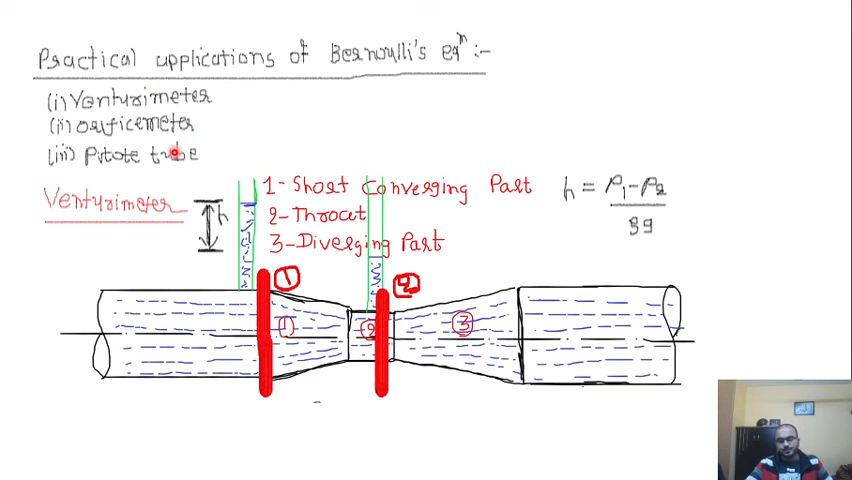 Practical applications of Bernoulli's eqn :-
(i) Venturimeter
(ii) Orificemeter
(iii) Pitote tube
Venturimeter
h
1- Short Converging Part
2- Throat
3- Diverging Part
h = P1-P2
ρg
1
2
1
2
3